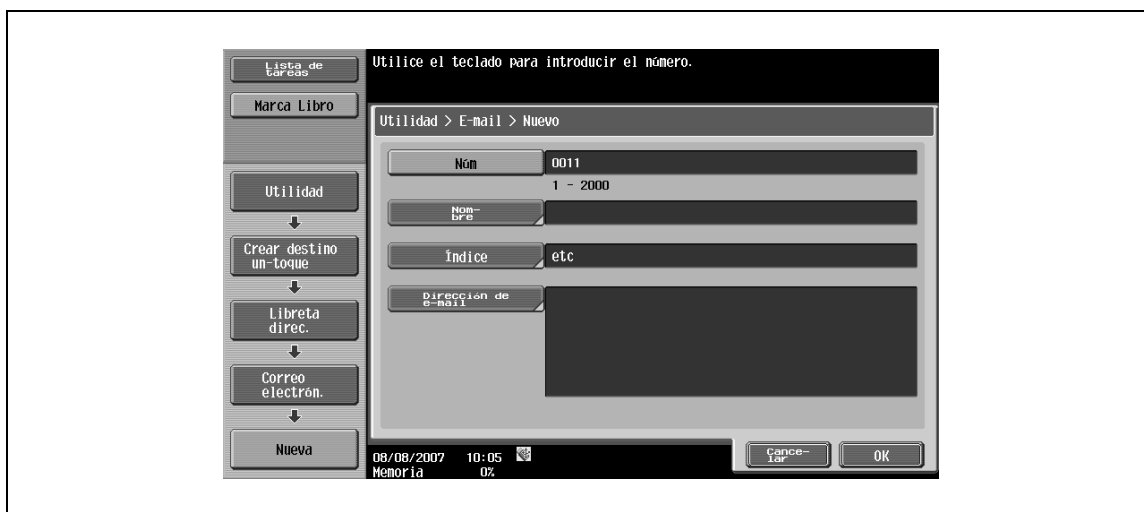 Lista de
tareas
Marca Libro
Utilidad
Crear destino
un-toque
Libreta
direc.
Correo
electrón.
Nueva
Utilice el teclado para introducir el número.
Utilidad > E-mail > Nuevo
Núm
0011
1 - 2000
Nom-
bre
Índice
etc
Dirección de
e-mail
08/08/2007 10:05
Memoria 0%
Cance-
lar
OK